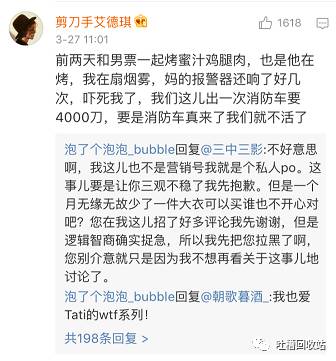 剪刀手艾德琪
1618
3-27 11:01
前两天和男票一起烤蜜汁鸡腿肉，也是他在
烤，我在扇烟雾，妈的报警器还响了好几
次，吓死我了，我们这儿出一次消防车要
4000刀，要是消防车真来了我们就不活了
泡了个泡泡_bubble回复@三中三影:不好意思
啊，我这儿也不是营销号我就是个私人po。这
事儿要是让你三观不稳了我先抱歉。但是一个
月无缘无故少了一件大衣可以买谁也不开心对
吧？您在我这儿招了好多评论我先谢谢，但是
逻辑智商确实捉急，所以我先把您拉黑了啊，
您别介意就只是因为我不想再看关于这事儿地
讨论了。
泡了个泡泡_bubble回复@朝歌暮酒_:我也爱
Tati的wtf系列！
共198条回复 >
吐槽回收站